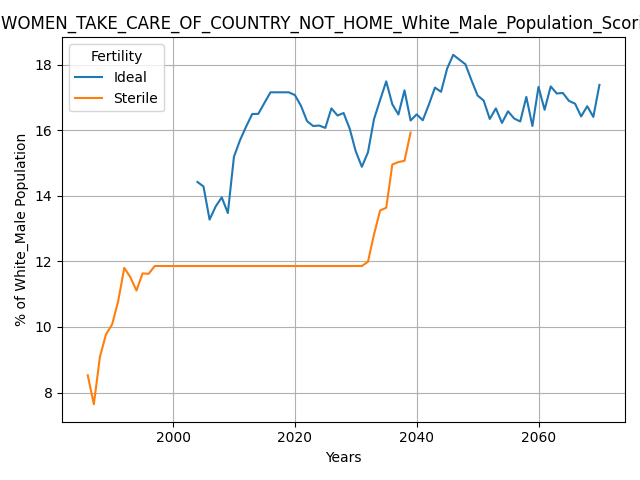 WOMEN_TAKE_CARE_OF_COUNTRY_NOT_HOME_White_Male_Population_Scor
Fertility
Ideal
Sterile
% of White_Male Population
18
16
14
12
10
8
2000 2020 2040 2060
Years